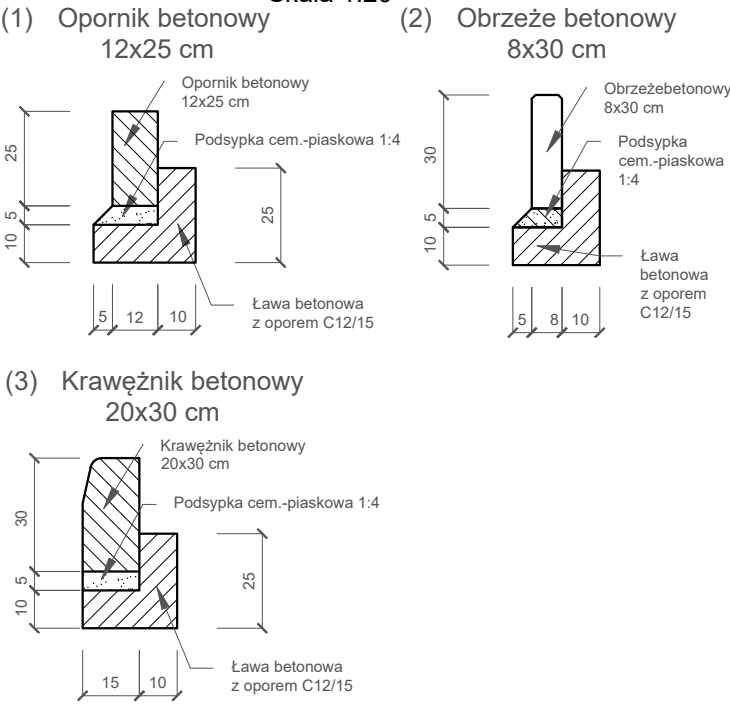 (1) Opornik betonowy
12x25 cm
Opornik betonowy
12x25 cm
Podsypka cem.-piaskowa 1:4
25
5
10
25
5 12 10
Ława betonowa
z oporem C12/15
(2) Obrzeże betonowy
8x30 cm
Obrzeżebetonowy
8x30 cm
Podsypka
cem.-piaskowa
1:4
30
5
10
5 8 10
Ława
betonowa
z oporem
C12/15
(3) Krawężnik betonowy
20x30 cm
Krawężnik betonowy
20x30 cm
Podsypka cem.-piaskowa 1:4
30
5
10
25
15 10
Ława betonowa
z oporem C12/15